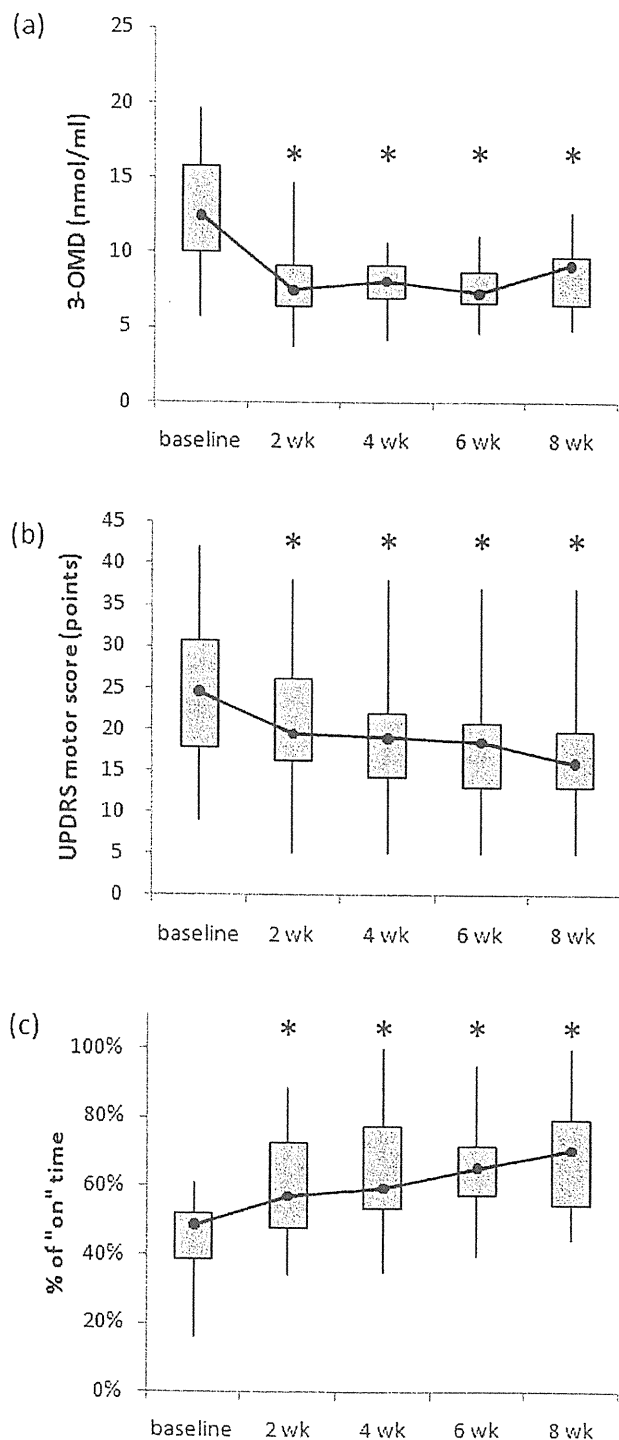 (a)
3-OMD (nmol/ml)
25
20
15
10
5
0
* * * *
baseline 2 wk 4 wk 6 wk 8 wk
(b)
UPDRS motor score (points)
45
40
35
30
25
20
15
10
5
0
* * * *
baseline 2 wk 4 wk 6 wk 8 wk
(c)
% of "on" time
100%
80%
60%
40%
20%
0%
* * * *
baseline 2 wk 4 wk 6 wk 8 wk